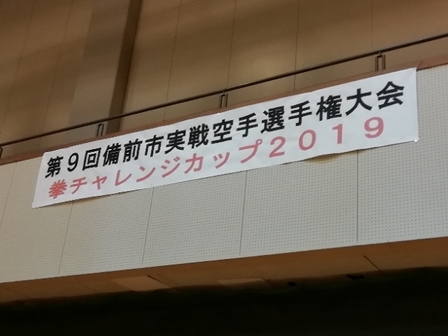 第９回備前市実戦空手選手権大会
拳チャレンジカップ２０１９